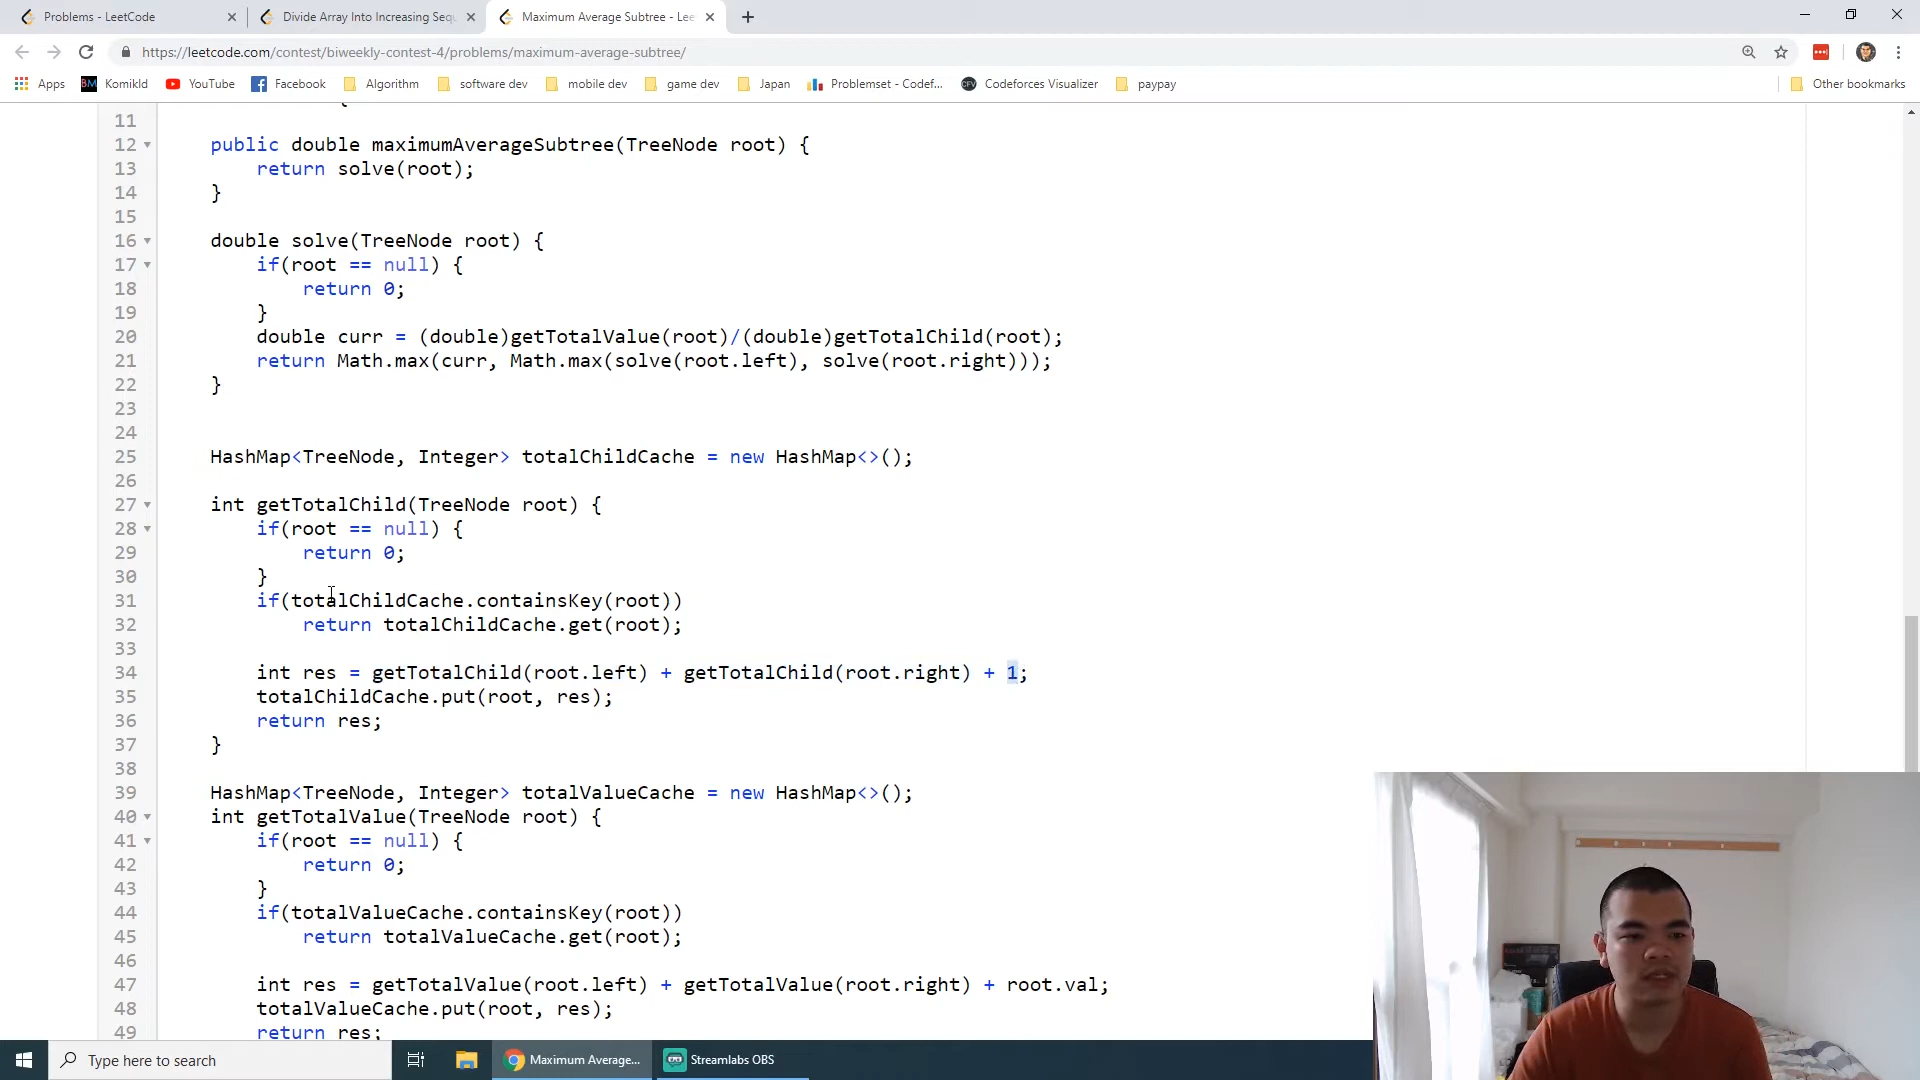 Problems - LeetCode
Divide Array Into Increasing Seq
Maximum Average Subtree - Lee
https://leetcode.com/contest/biweekly-contest-4/problems/maximum-average-subtree/
Apps
BM
KomikId
YouTube
Facebook
Algorithm
software dev
mobile dev
game dev
Japan
Problemset - Codef...
CFV
Codeforces Visualizer
paypay
Other bookmarks
11
12 public double maximumAverageSubtree(TreeNode root) {
13 return solve(root);
14 }
15
16 double solve(TreeNode root) {
17 if(root == null) {
18 return 0;
19 }
20 double curr = (double)getTotalValue(root)/(double)getTotalChild(root);
21 return Math.max(curr, Math.max(solve(root.left), solve(root.right)));
22 }
23
24
25 HashMap<TreeNode, Integer> totalChildCache = new HashMap<>();
26
27 int getTotalChild(TreeNode root) {
28 if(root == null) {
29 return 0;
30 }
31 if(totalChildCache.containsKey(root))
32 return totalChildCache.get(root);
33
34 int res = getTotalChild(root.left) + getTotalChild(root.right) + 1;
35 totalChildCache.put(root, res);
36 return res;
37 }
38
39 HashMap<TreeNode, Integer> totalValueCache = new HashMap<>();
40 int getTotalValue(TreeNode root) {
41 if(root == null) {
42 return 0;
43 }
44 if(totalValueCache.containsKey(root))
45 return totalValueCache.get(root);
46
47 int res = getTotalValue(root.left) + getTotalValue(root.right) + root.val;
48 totalValueCache.put(root, res);
49 return res;
Type here to search
Maximum Average...
Streamlabs OBS